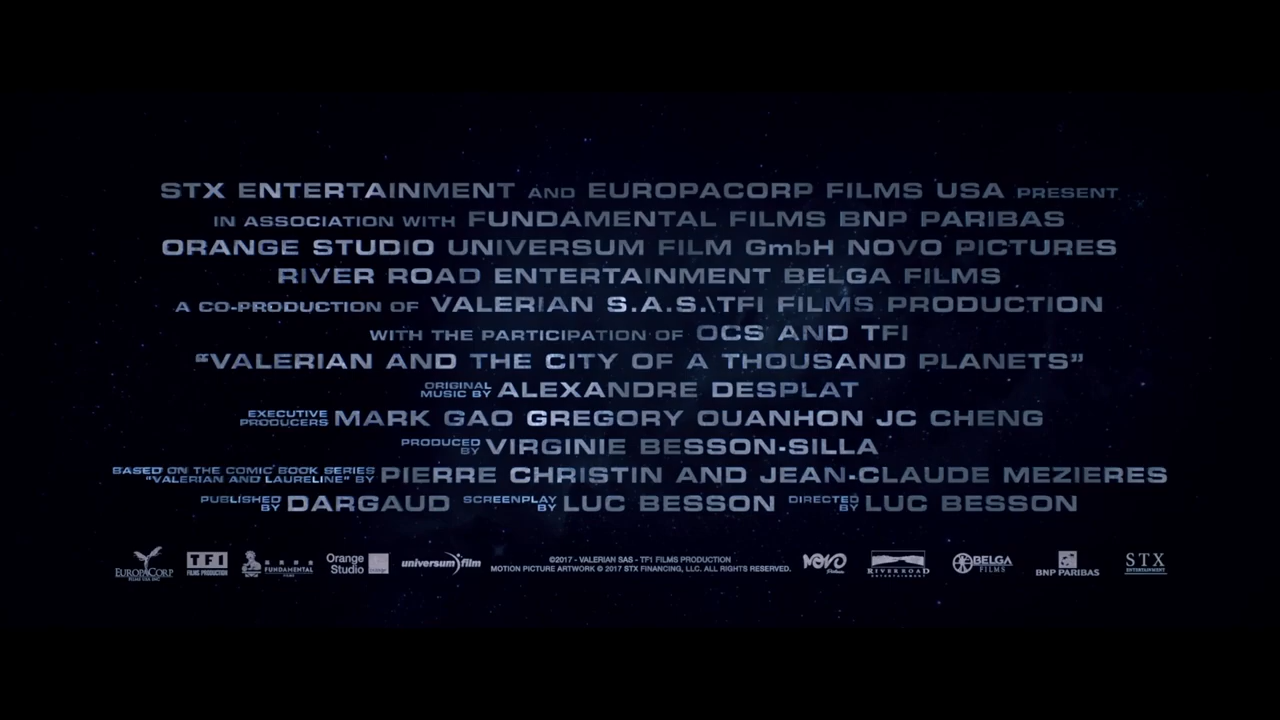 STX ENTERTAINMENT AND EUROPACORP FILMS USA PRESENT
IN ASSOCIATION WITH FUNDAMENTAL FILMS BNP PARIBAS
ORANGE STUDIO UNIVERSUM FILM GmbH NOVO PICTURES
RIVER ROAD ENTERTAINMENT BELGA FILMS
A CO-PRODUCTION OF VALERIAN S.A.S.\TFI FILMS PRODUCTION
WITH THE PARTICIPATION OF OCS AND TFI
“VALERIAN AND THE CITY OF A THOUSAND PLANETS”
ORIGINAL MUSIC BY ALEXANDRE DESPLAT
EXECUTIVE PRODUCERS MARK GAO GREGORY OUANHON JC CHENG
PRODUCED BY VIRGINIE BESSON-SILLA
BASED ON THE COMIC BOOK SERIES "VALERIAN AND LAURELINE" BY PIERRE CHRISTIN AND JEAN-CLAUDE MEZIERES
PUBLISHED BY DARGAUD SCREENPLAY BY LUC BESSON DIRECTED BY LUC BESSON
EUROPACORP
FILMS USA INC
TF1
FILMS PRODUCTION
FUNDAMENTAL
FILMS
Orange
Studio
universum film
©2017 - VALERIAN SAS - TF1 FILMS PRODUCTION
MOTION PICTURE ARTWORK © 2017 STX FINANCING, LLC. ALL RIGHTS RESERVED.
NOVO
Pictures
RIVERROAD
ENTERTAINMENT
BELGA
FILMS
BNP PARIBAS
STX
ENTERTAINMENT